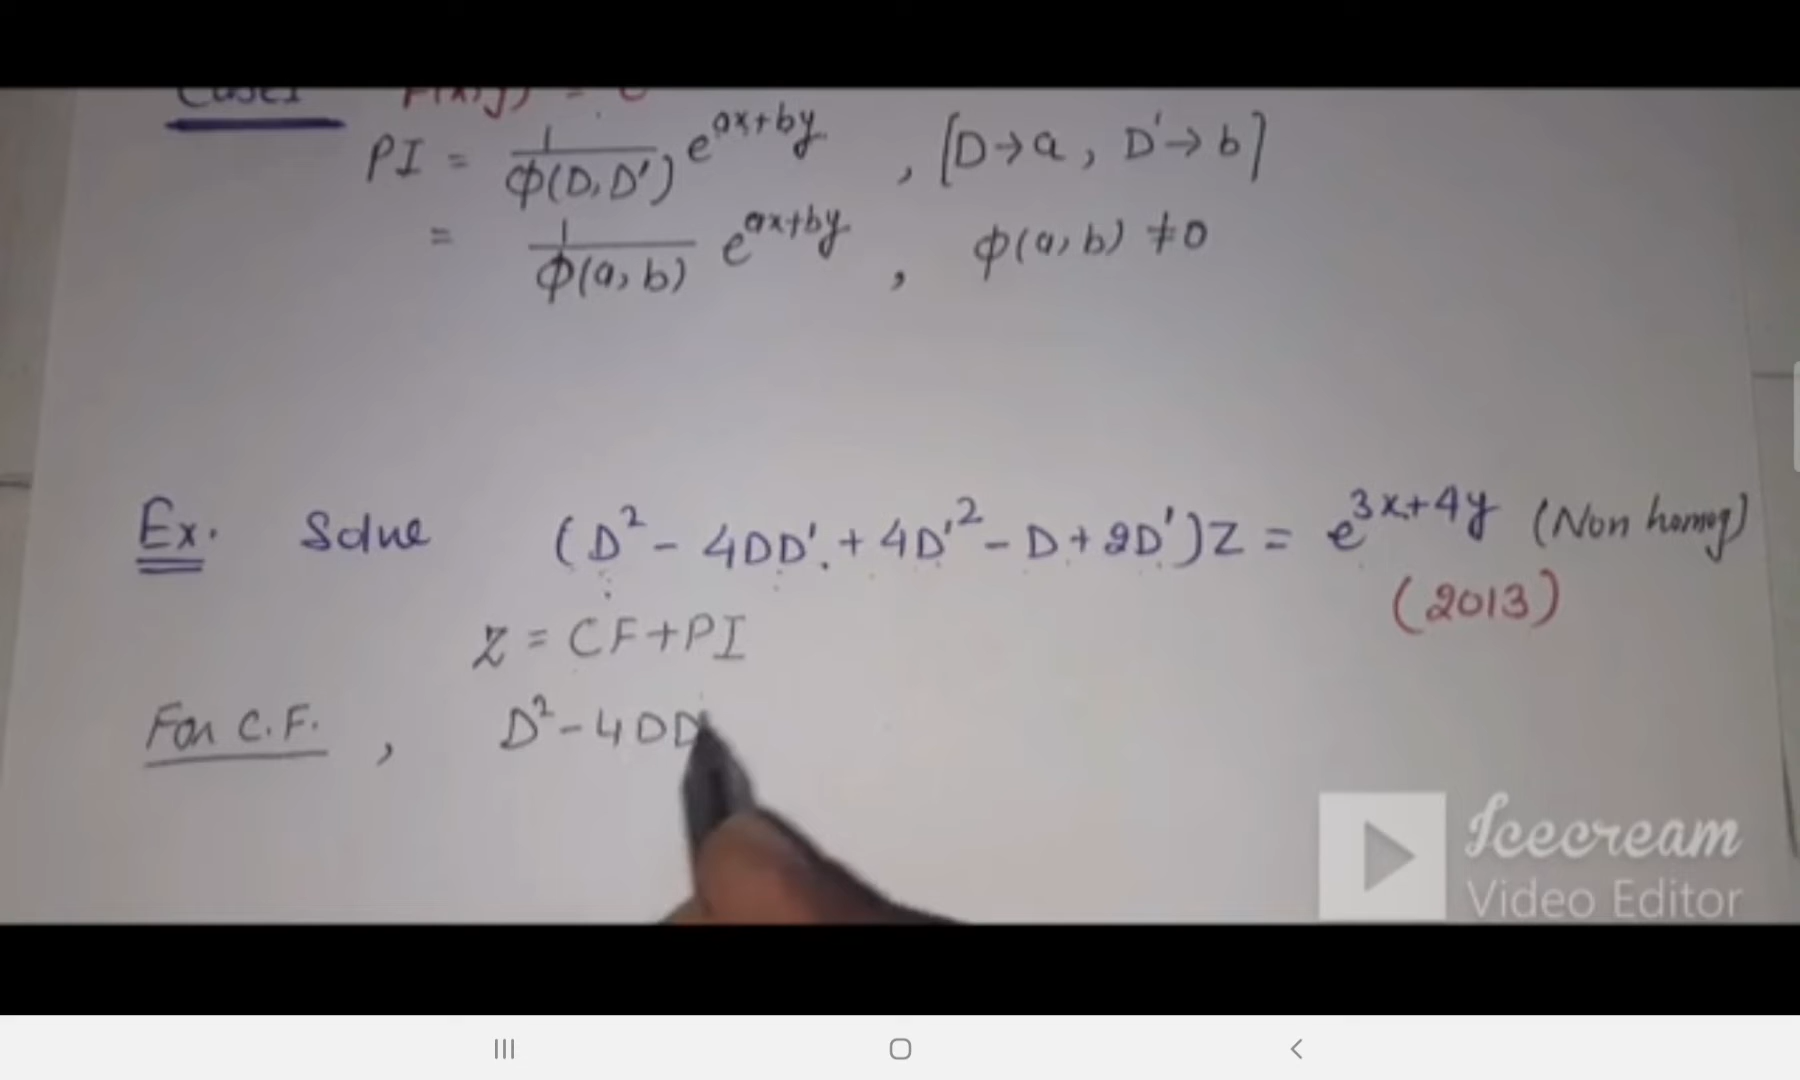 Case1 F(x,y) = e
PI = 1/ϕ(D,D') e^{ax+by} , [D→a, D'→b]
= 1/ϕ(a,b) e^{ax+by} , ϕ(a,b) ≠0
Ex. Solve (D² - 4DD' + 4D'² - D + 2D')Z = e^{3x+4y} (Non homog)
(2013)
Z = CF+PI
For C.F. , D² - 4DD
Icecream
Video Editor